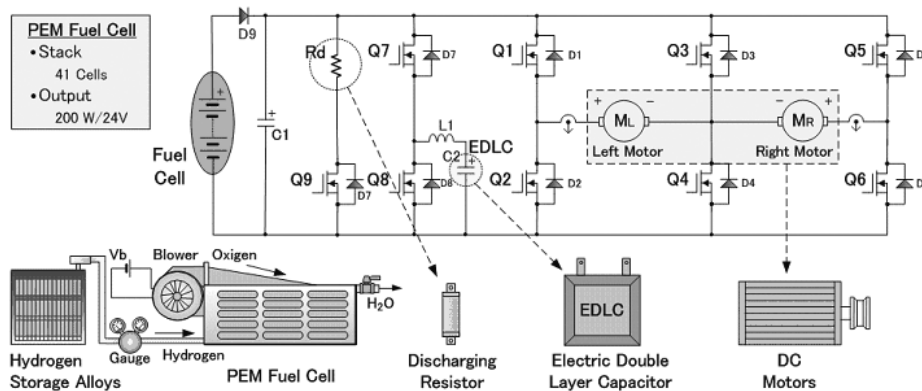 PEM Fuel Cell
•Stack
41 Cells
•Output
200 W/24V
D9
Rd
Q7
D7
Q1
D1
Q3
D3
Q5
D
C1
Fuel
Cell
L1
C2
EDLC
+
−
−
+
ML
MR
Left Motor
Right Motor
Q9
D7
Q8
D8
Q2
D2
Q4
D4
Q6
D
Vb
Blower
Oxigen
H2O
Gauge
Hydrogen
Hydrogen
Storage Alloys
PEM Fuel Cell
Discharging
Resistor
EDLC
Electric Double
Layer Capacitor
DC
Motors